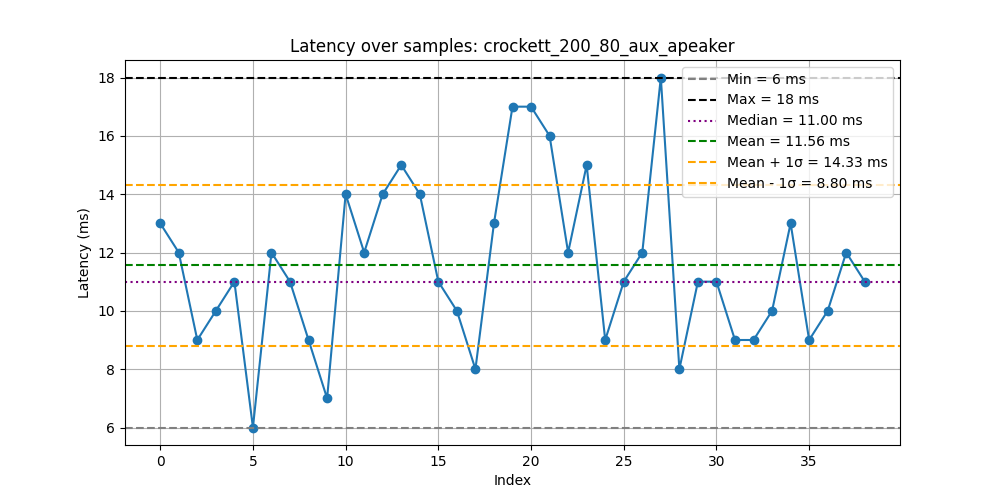 Latency over samples: crockett_200_80_aux_apeaker
Latency (ms)
18
16
14
12
10
8
6
Min = 6 ms
Max = 18 ms
Median = 11.00 ms
Mean = 11.56 ms
Mean + 1σ = 14.33 ms
Mean - 1σ = 8.80 ms
0 5 10 15 20 25 30 35
Index